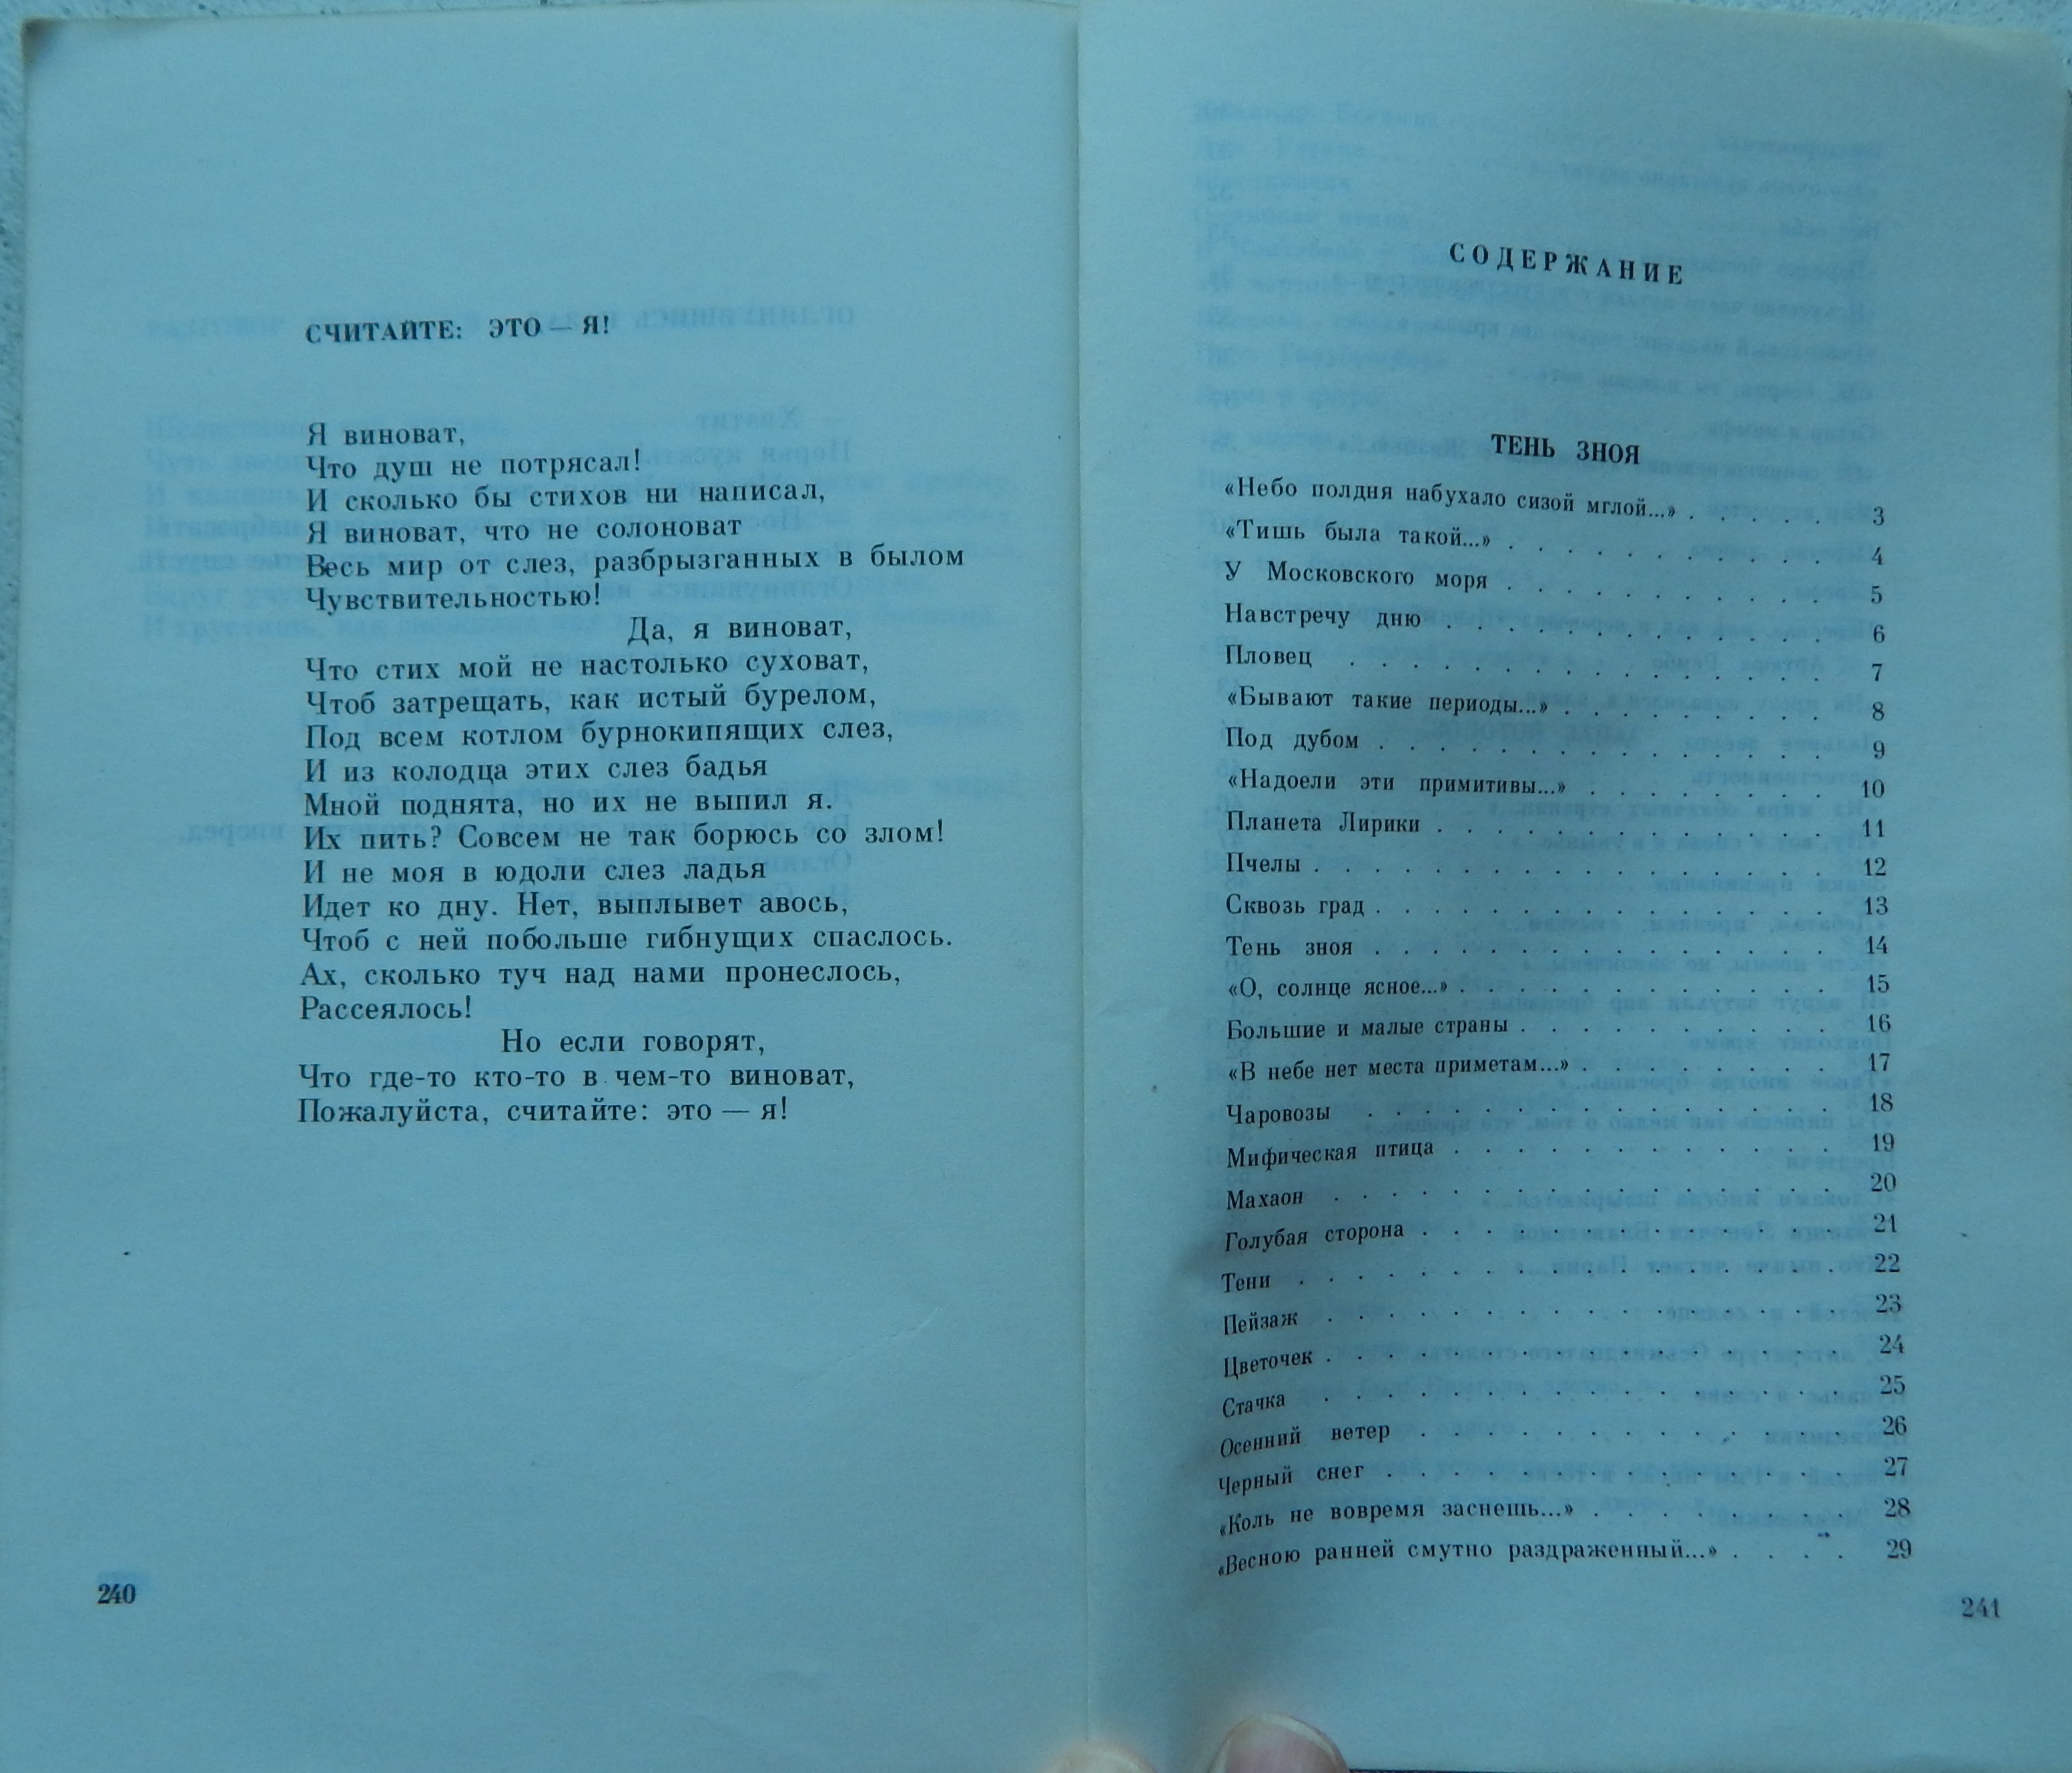 СЧИТАЙТЕ: ЭТО — Я!
Я виноват,
Что душ не потрясал!
И сколько бы стихов ни написал,
Я виноват, что не солоноват
Весь мир от слез, разбрызганных в былом
Чувствительностью!
Да, я виноват,
Что стих мой не настолько суховат,
Чтоб затрещать, как истый бурелом,
Под всем котлом бурнокипящих слез,
И из колодца этих слез бадья
Мной поднята, но их не выпил я.
Их пить? Совсем не так борюсь со злом!
И не моя в юдоли слез ладья
Идет ко дну. Нет, выплывет авось,
Чтоб с ней побольше гибнущих спаслось.
Ах, сколько туч над нами пронеслось,
Рассеялось!
Но если говорят,
Что где-то кто-то в чем-то виноват,
Пожалуйста, считайте: это — я!
240
СОДЕРЖАНИЕ
ТЕНЬ ЗНОЯ
«Небо полдня набухало сизой мглой...» . . . . . 3
«Тишь была такой...» . . . . . . . . . . 4
У Московского моря . . . . . . . . . . 5
Навстречу дню . . . . . . . . . . . . 6
Пловец . . . . . . . . . . . . . . . 7
«Бывают такие периоды...» . . . . . . . . . 8
Под дубом . . . . . . . . . . . . . . 9
«Надоели эти примитивы...» . . . . . . . . 10
Планета Лирики . . . . . . . . . . . . . 11
Пчелы . . . . . . . . . . . . . . . . 12
Сквозь град . . . . . . . . . . . . . . 13
Тень зноя . . . . . . . . . . . . . . 14
«О, солнце ясное...» . . . . . . . . . . . . 15
Большие и малые страны . . . . . . . . . . 16
«В небе нет места приметам...» . . . . . . . . 17
Чаровозы . . . . . . . . . . . . . . 18
Мифическая птица . . . . . . . . . . . . 19
Махаон . . . . . . . . . . . . . . . 20
Голубая сторона . . . . . . . . . . . . . 21
Тени . . . . . . . . . . . . . . . . . 22
Пейзаж . . . . . . . . . . . . . . . . 23
Цветочек . . . . . . . . . . . . . . . . 24
Стачка . . . . . . . . . . . . . . . . 25
Осенний ветер . . . . . . . . . . . . . 26
Черный снег . . . . . . . . . . . . . . 27
«Коль не вовремя заснешь...» . . . . . . . . 28
«Весною ранней смутно раздраженный...» . . . . 29
241